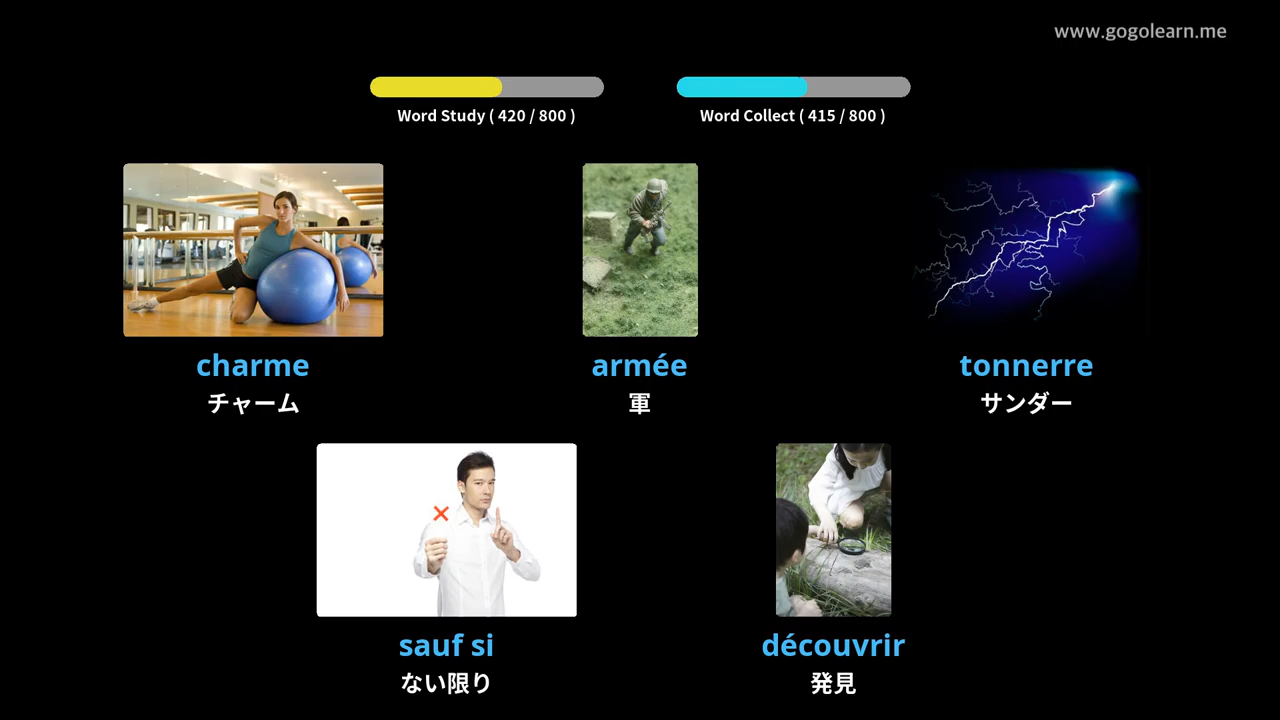 www.gogolearn.me
Word Study ( 420 / 800 )
Word Collect ( 415 / 800 )
charme
チャーム
armée
軍
tonnerre
サンダー
sauf si
ない限り
découvrir
発見